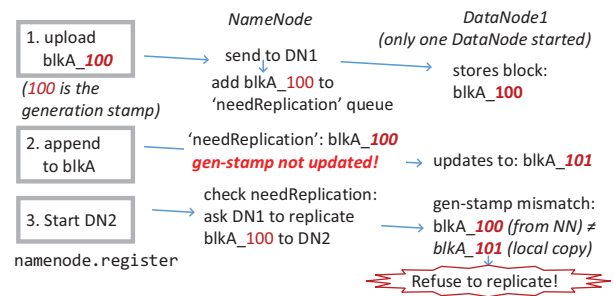 NameNode
DataNode1
(only one DataNode started)
1. upload
blkA_100
(100 is the
generation stamp)
send to DN1
add blkA_100 to
‘needReplication’ queue
stores block:
blkA_100
2. append
to blkA
‘needReplication’: blkA_100
gen-stamp not updated!
updates to: blkA_101
3. Start DN2
namenode.register
check needReplication:
ask DN1 to replicate
blkA_100 to DN2
gen-stamp mismatch:
blkA_100 (from NN) ≠
blkA_101 (local copy)
Refuse to replicate!